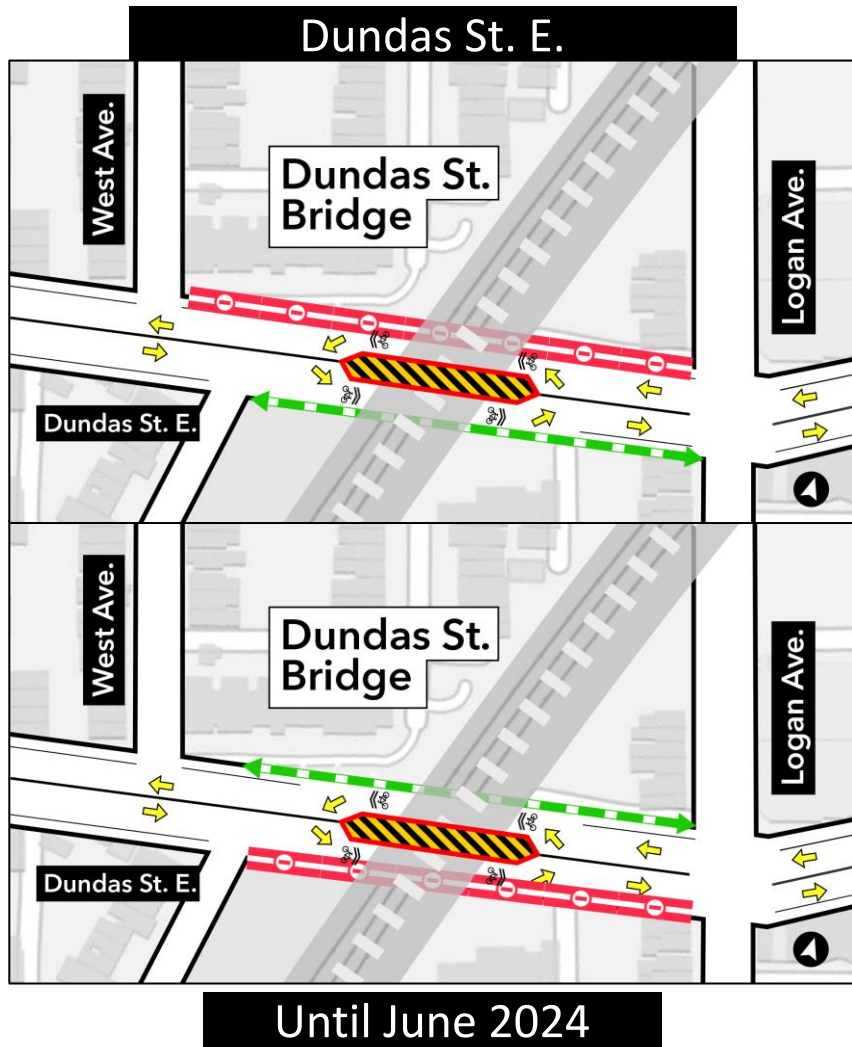 Dundas St. E.
West Ave.
Dundas St.
Bridge
Logan Ave.
Dundas St. E.
West Ave.
Dundas St.
Bridge
Logan Ave.
Dundas St. E.
Until June 2024